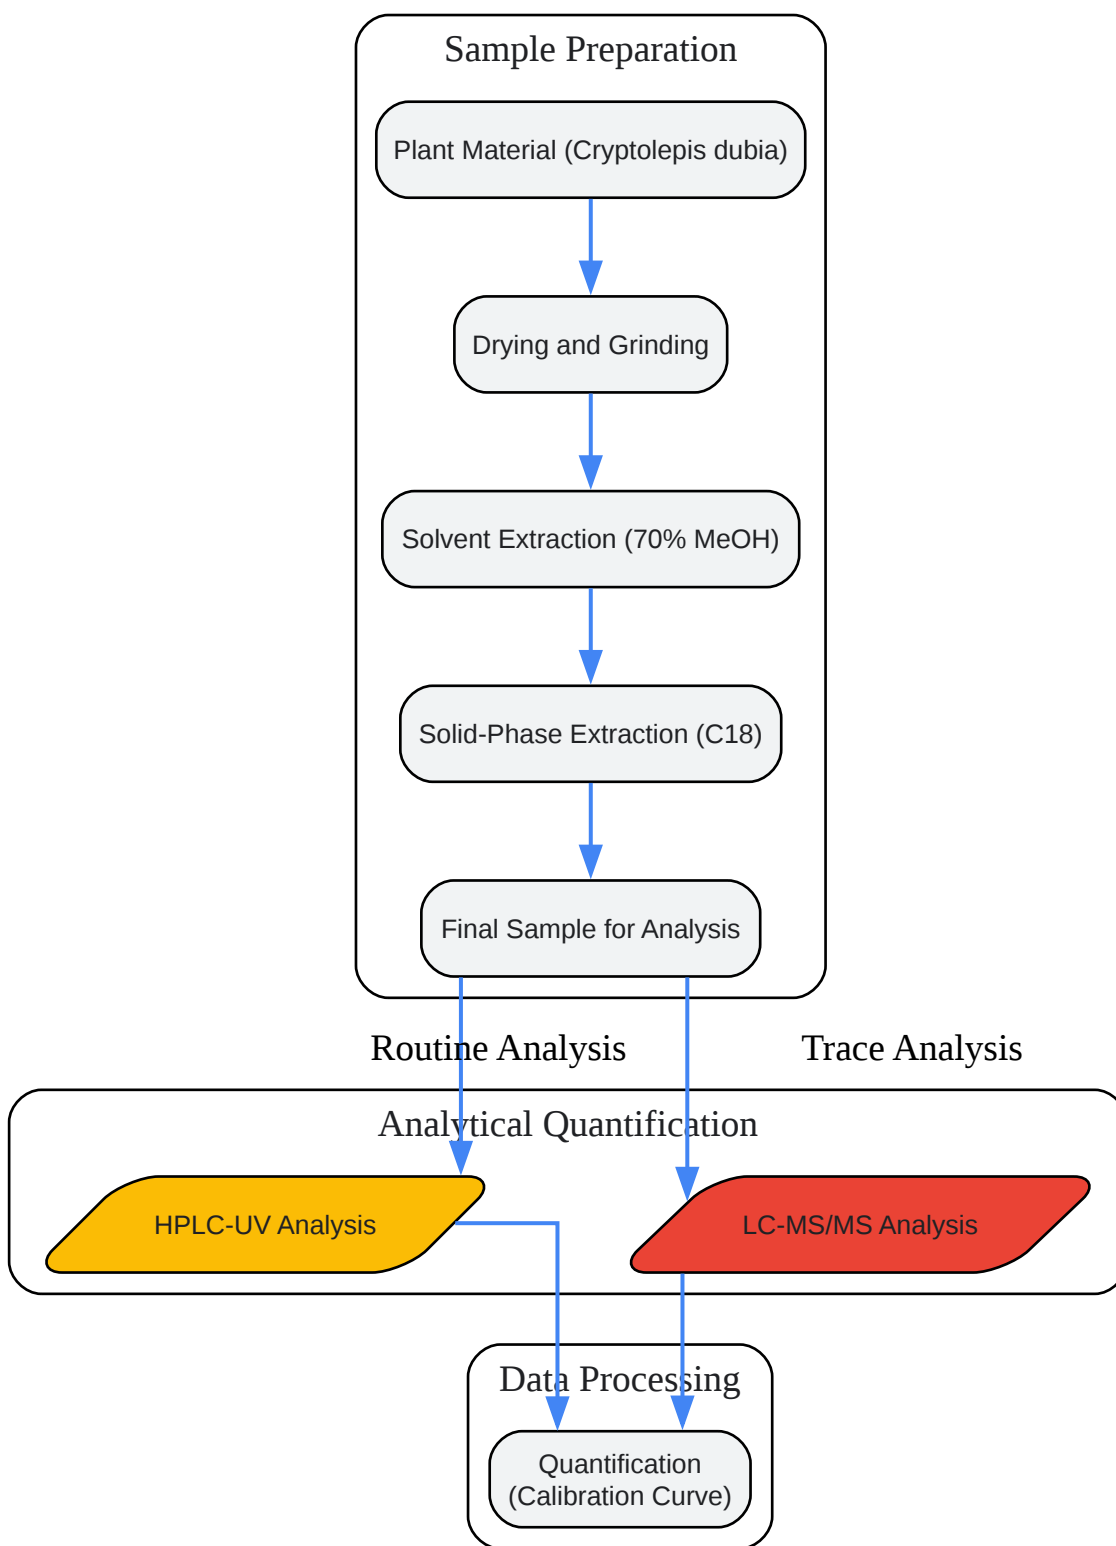 Sample Preparation
Plant Material (Cryptolepis dubia)
Drying and Grinding
Solvent Extraction (70% MeOH)
Solid-Phase Extraction (C18)
Final Sample for Analysis
Routine Analysis
Trace Analysis
Analytical Quantification
HPLC-UV Analysis
LC-MS/MS Analysis
Data Processing
Quantification
(Calibration Curve)